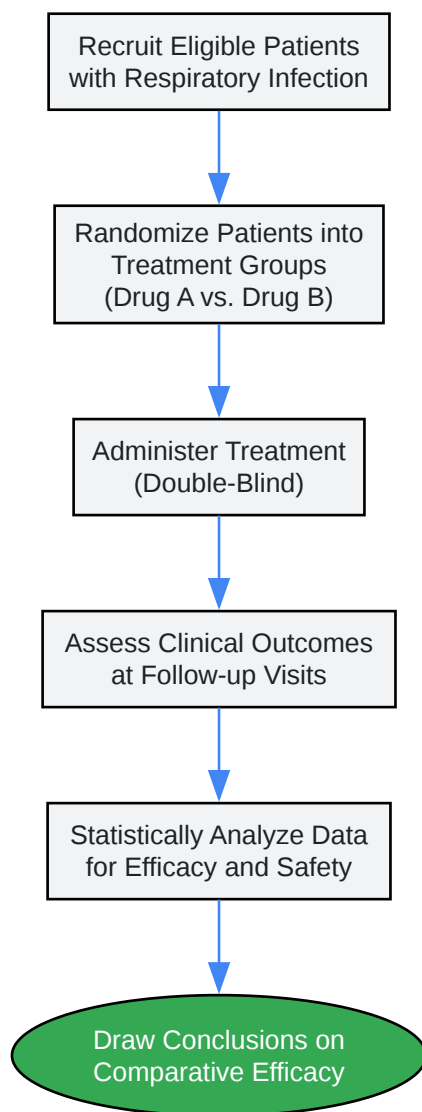 Recruit Eligible Patients
with Respiratory Infection
Randomize Patients into
Treatment Groups
(Drug A vs. Drug B)
Administer Treatment
(Double-Blind)
Assess Clinical Outcomes
at Follow-up Visits
Statistically Analyze Data
for Efficacy and Safety
Draw Conclusions on
Comparative Efficacy